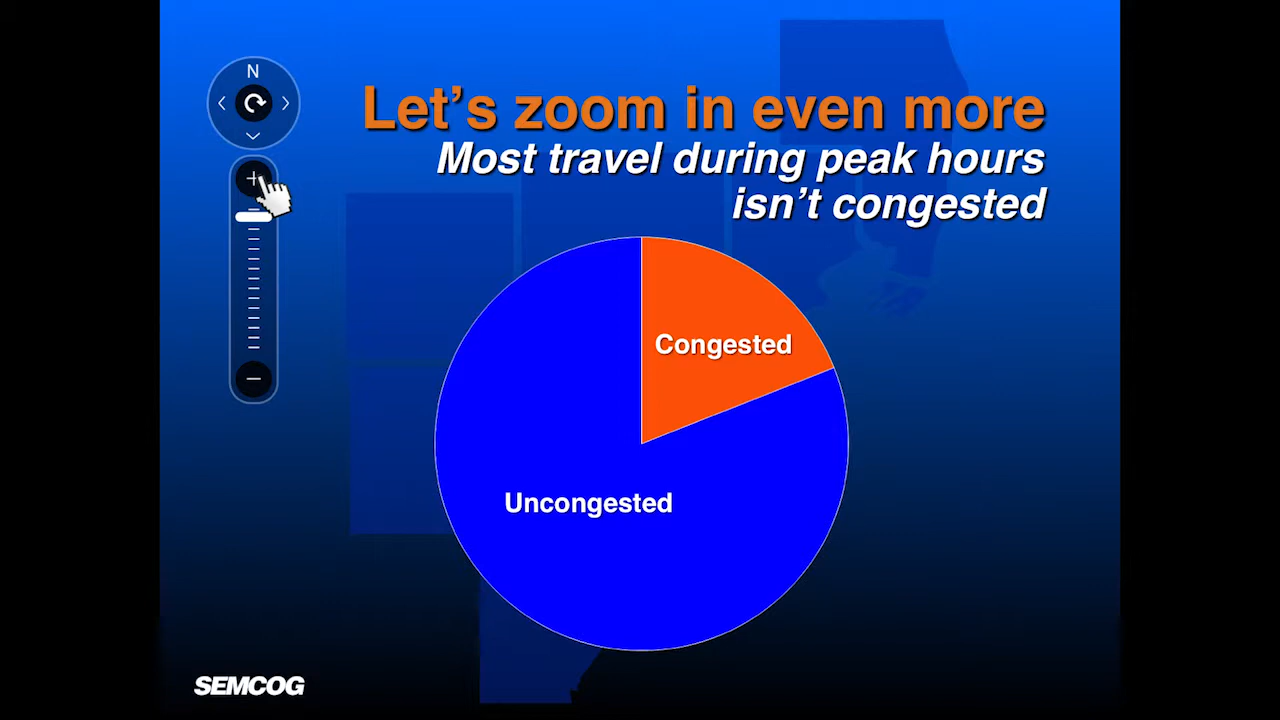 N
Let’s zoom in even more
Most travel during peak hours
isn’t congested
Congested
Uncongested
SEMCOG